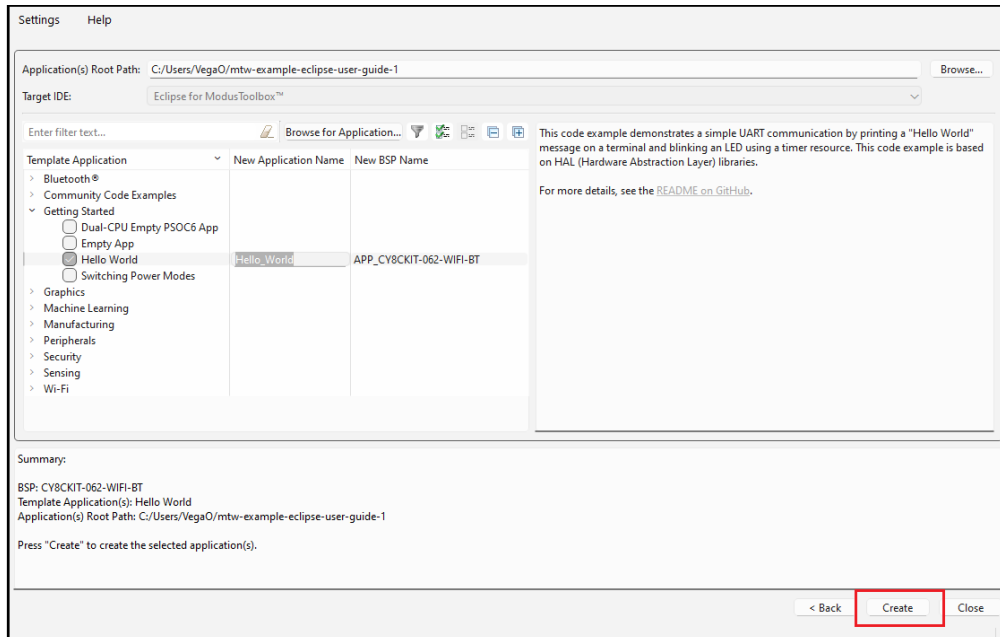 Settings Help
Application(s) Root Path: C:/Users/VegaO/mtw-example-eclipse-user-guide-1 Browse...
Target IDE: Eclipse for ModusToolbox™
Enter filter text... Browse for Application...
Template Application New Application Name New BSP Name
Bluetooth®
Community Code Examples
Getting Started
Dual-CPU Empty PSOC6 App
Empty App
Hello World Hello_World APP_CY8CKIT-062-WIFI-BT
Switching Power Modes
Graphics
Machine Learning
Manufacturing
Peripherals
Security
Sensing
Wi-Fi
This code example demonstrates a simple UART communication by printing a "Hello World"
message on a terminal and blinking an LED using a timer resource. This code example is based
on HAL (Hardware Abstraction Layer) libraries.
For more details, see the README on GitHub.
Summary:
BSP: CY8CKIT-062-WIFI-BT
Template Application(s): Hello World
Application(s) Root Path: C:/Users/VegaO/mtw-example-eclipse-user-guide-1
Press "Create" to create the selected application(s).
< Back Create Close